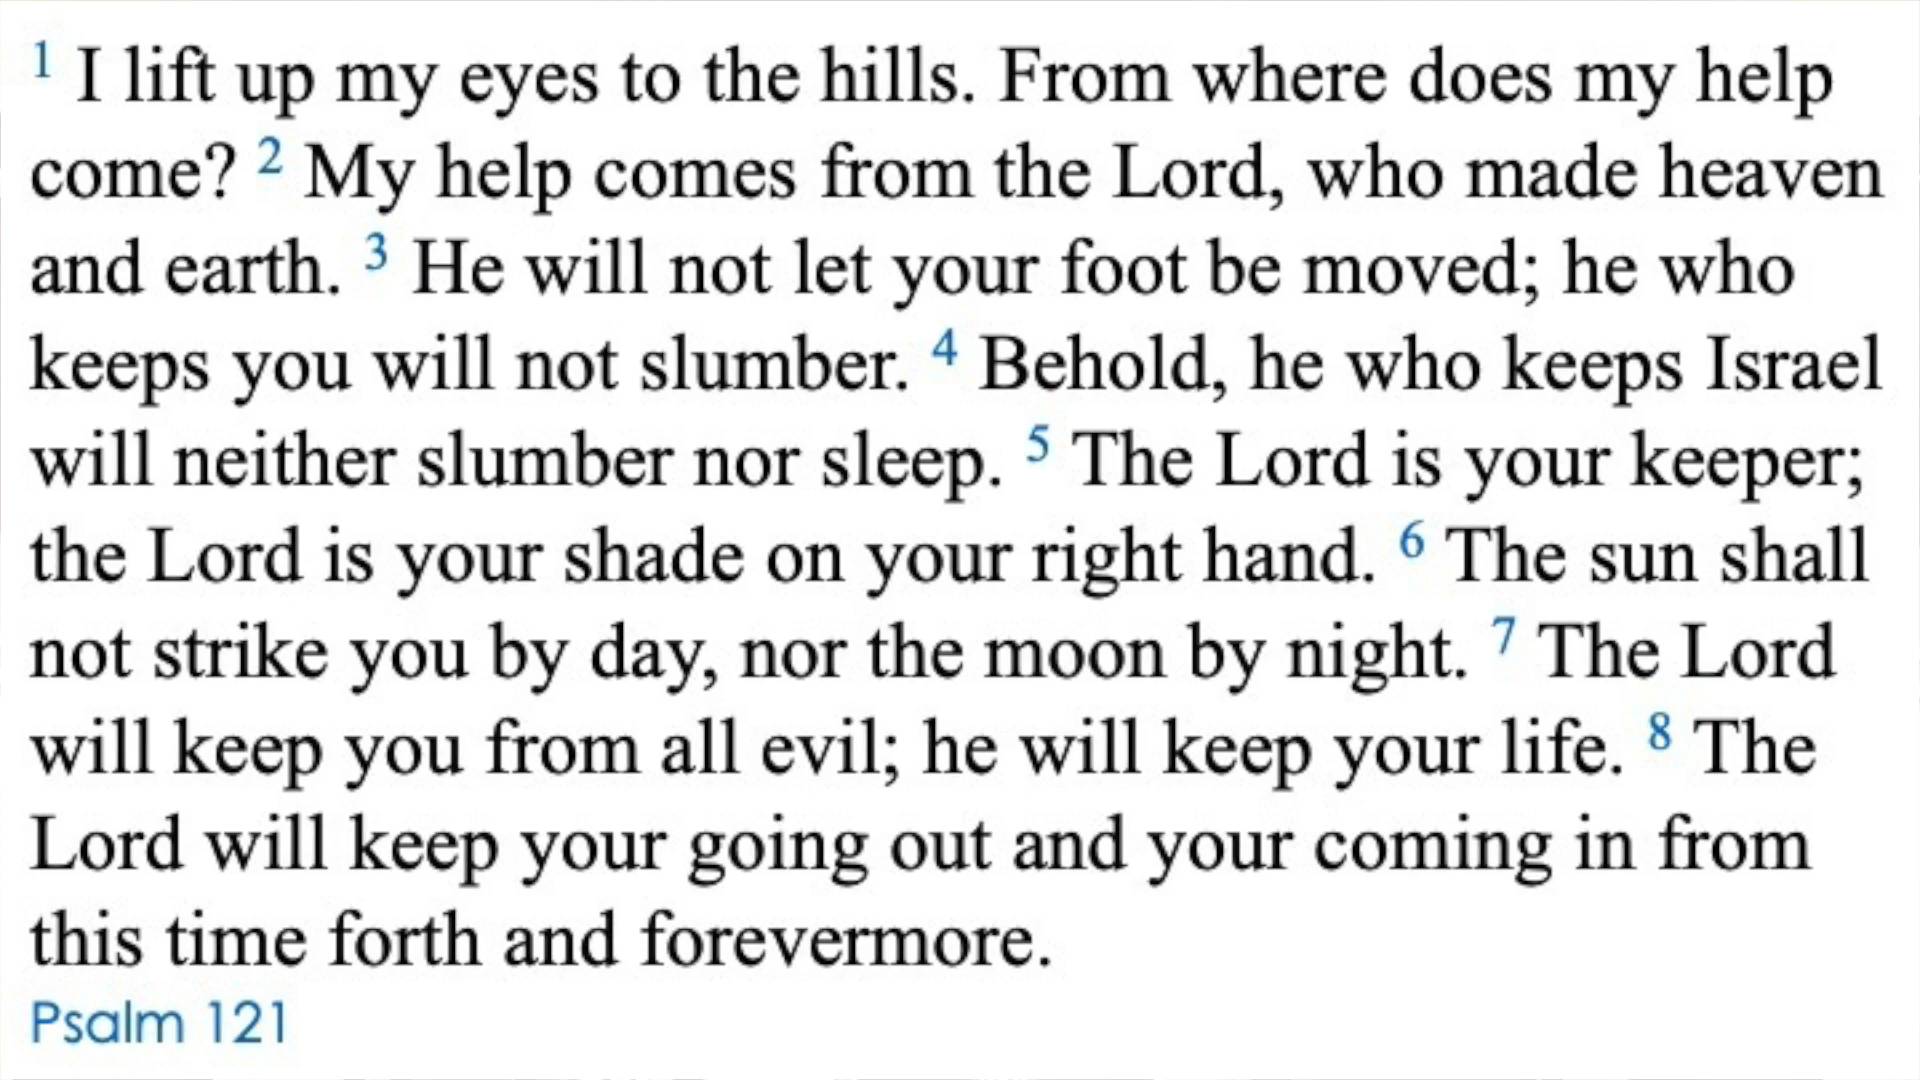 1 I lift up my eyes to the hills. From where does my help
come? 2 My help comes from the Lord, who made heaven
and earth. 3 He will not let your foot be moved; he who
keeps you will not slumber. 4 Behold, he who keeps Israel
will neither slumber nor sleep. 5 The Lord is your keeper;
the Lord is your shade on your right hand. 6 The sun shall
not strike you by day, nor the moon by night. 7 The Lord
will keep you from all evil; he will keep your life. 8 The
Lord will keep your going out and your coming in from
this time forth and forevermore.
Psalm 121